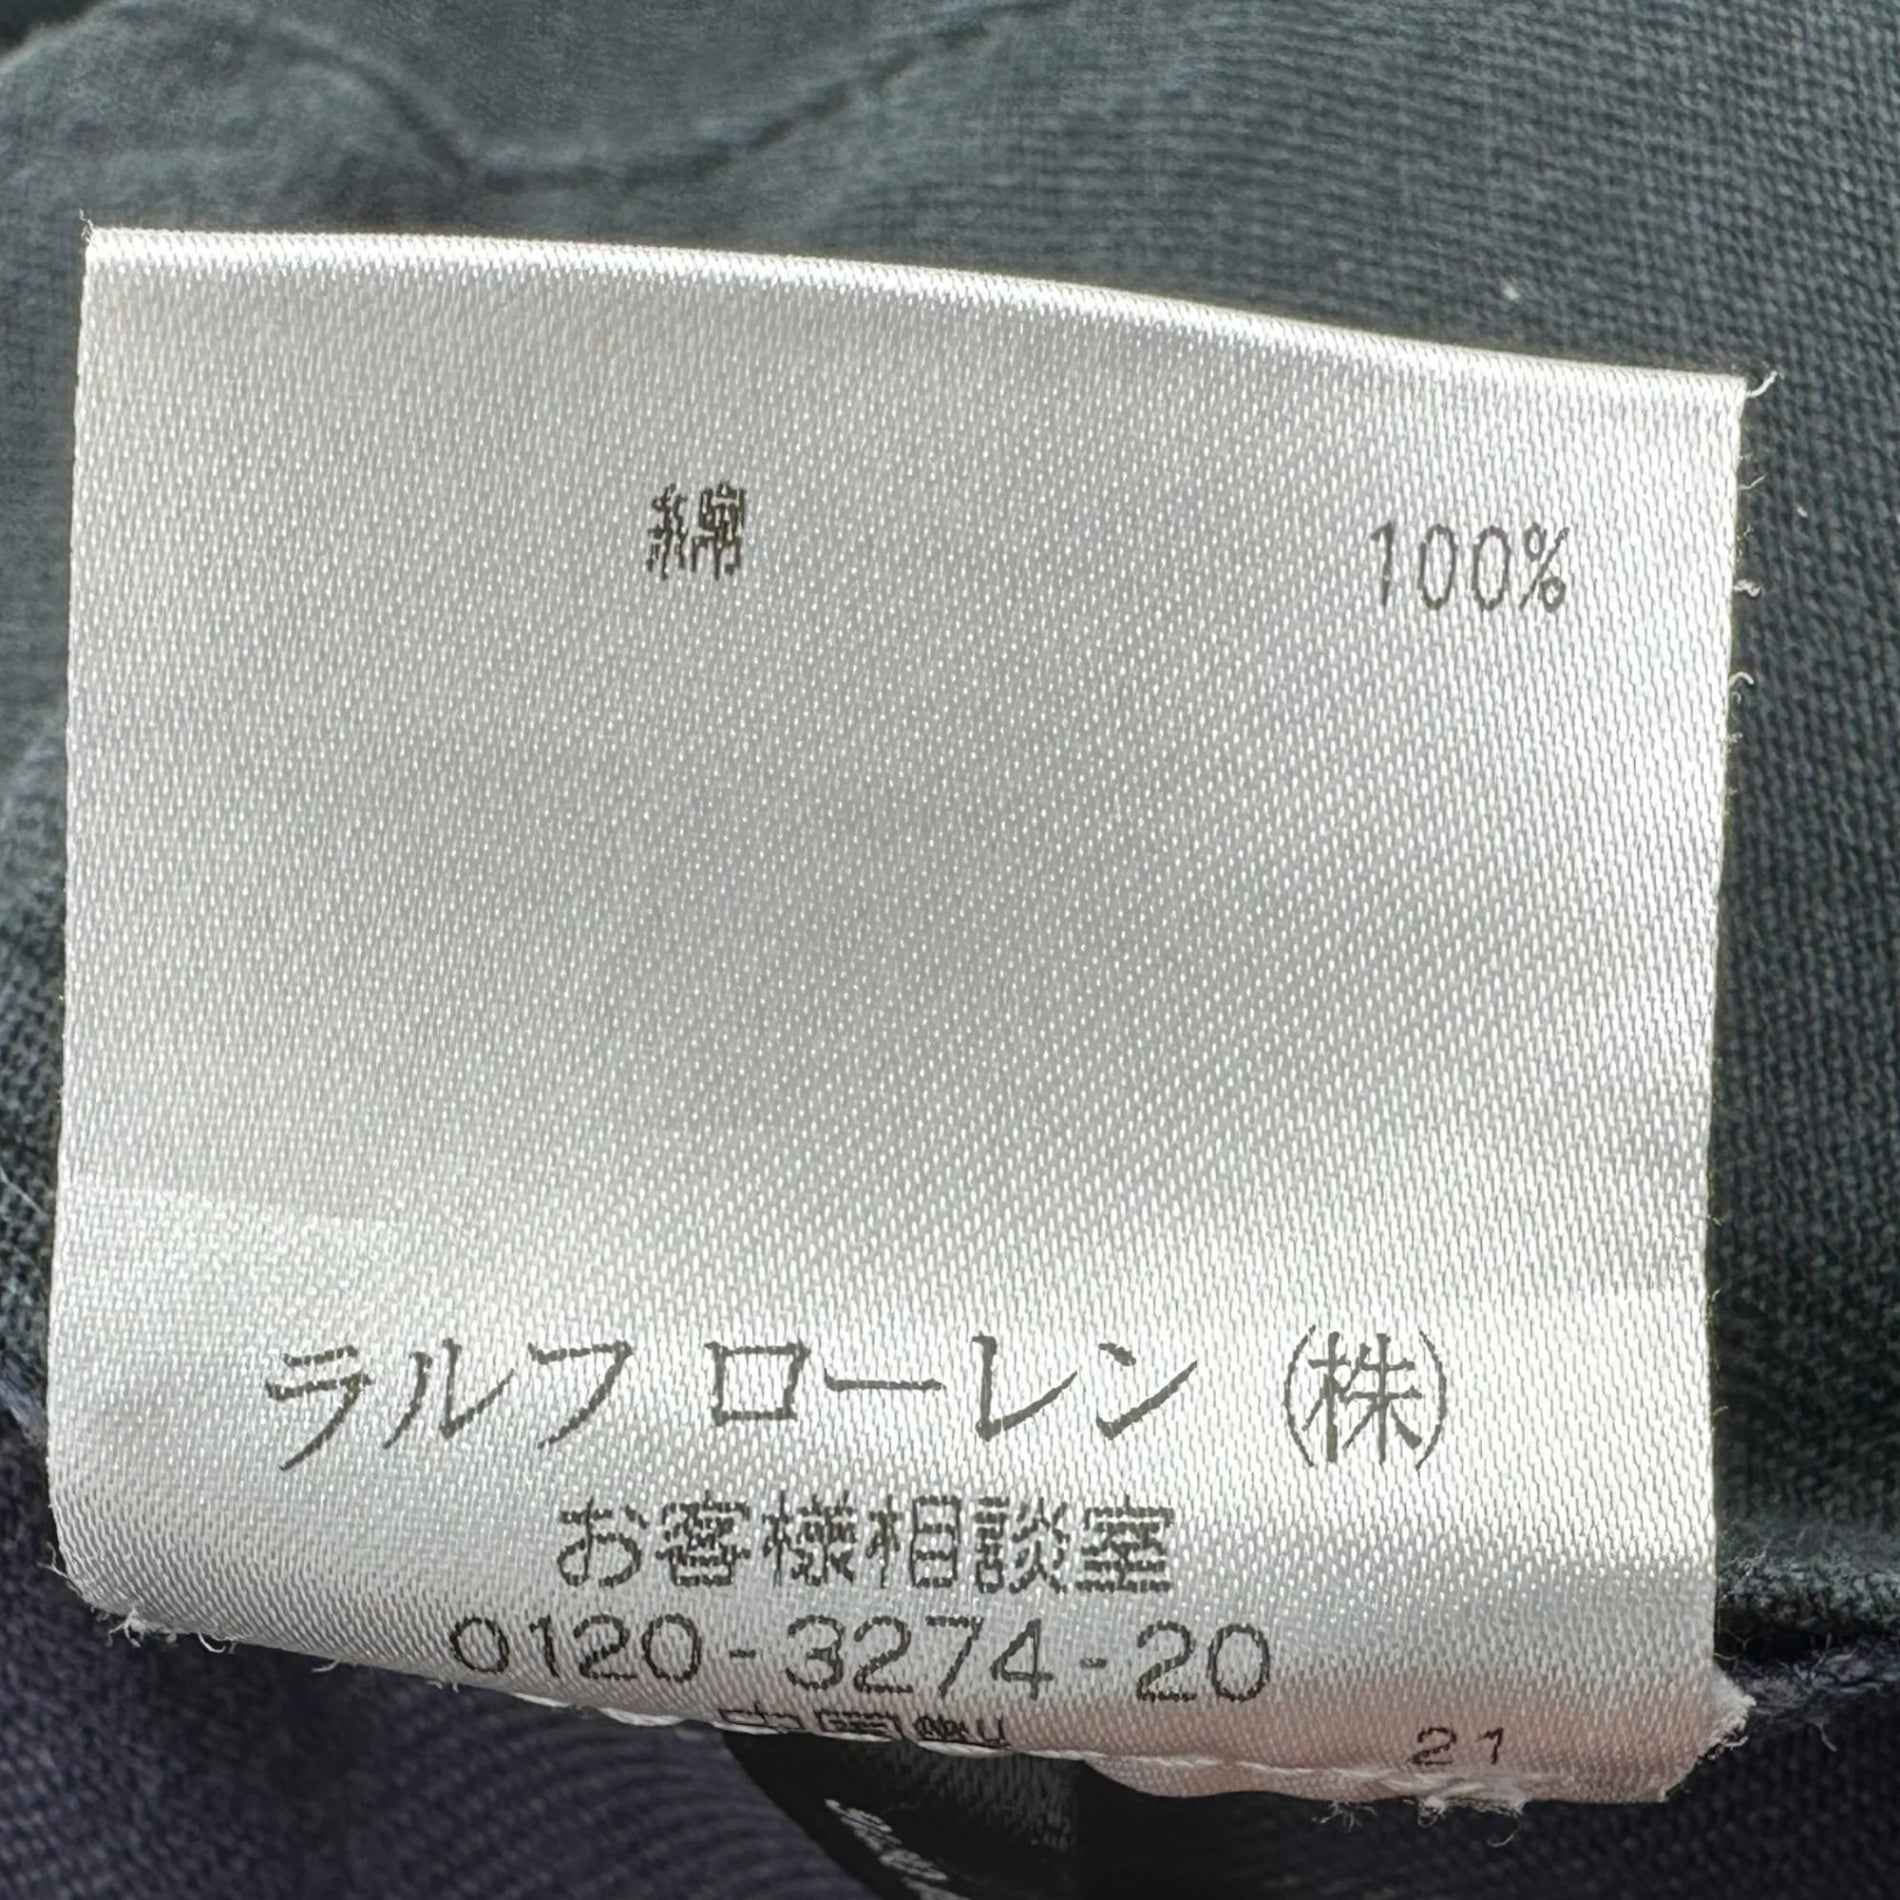 綿 100%
ラルフ ローレン (株)
お客様相談室
0120-3274-20
中国製
21